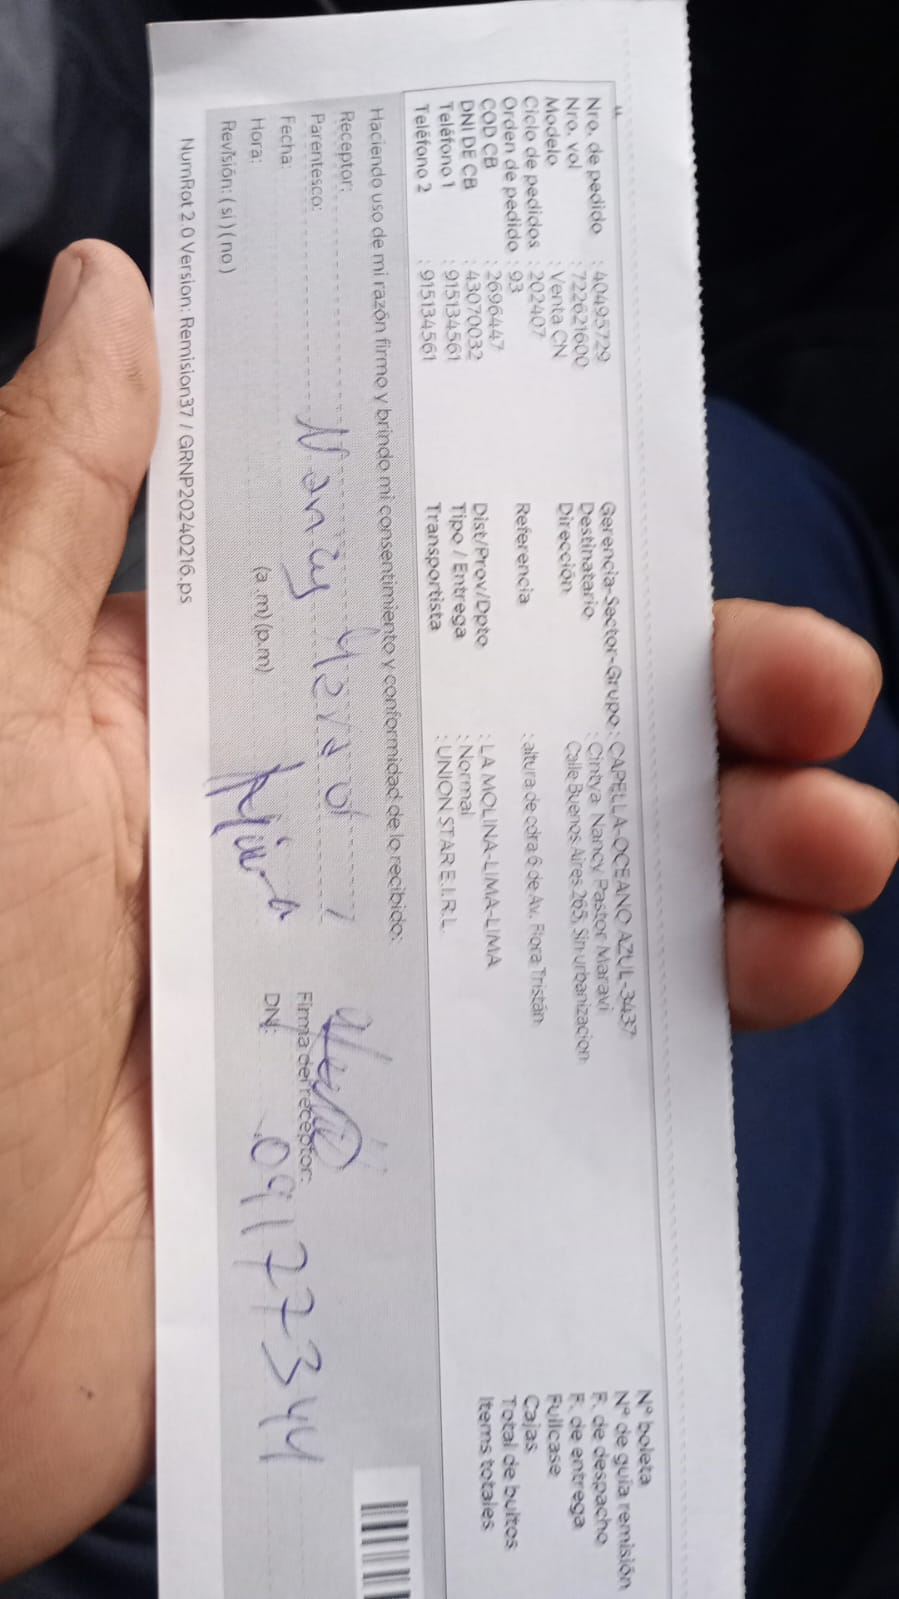 Nro. de pedido : 40495729
Nro. vol : 722621600
Modelo : Venta CN
Ciclo de pedidos : 202407
Orden de pedido : 93
COD CB : 2696447
DNI DE CB : 43070032
Teléfono 1 : 915134561
Teléfono 2 : 915134561
Gerencia-Sector-Grupo : CAPELLA-OCEANO AZUL-3437
Destinatario : Cintya Nancy Pastor Maravi
Dirección : Calle Buenos Aires 265, Sin urbanizacion
Referencia : altura de cdra 6 de Av. Flora Tristán
Dist/Prov/Dpto : LA MOLINA-LIMA-LIMA
Tipo / Entrega : Normal
Transportista : UNION STAR E.I.R.L.
Nº boleta
Nº de guía remisión
F. de despacho
F. de entrega
Fullcase
Cajas
Total de bultos
Items totales
Haciendo uso de mi razón firmo y brindo mi consentimiento y conformidad de lo recibido:
Receptor:
Parentesco:
Fecha:
Hora: (a .m) (p.m)
Revisión: ( si ) ( no )
Firma del receptor:
DNI: 09177344
NumRot 2.0 Version: Remision37 / GRNP20240216.ps